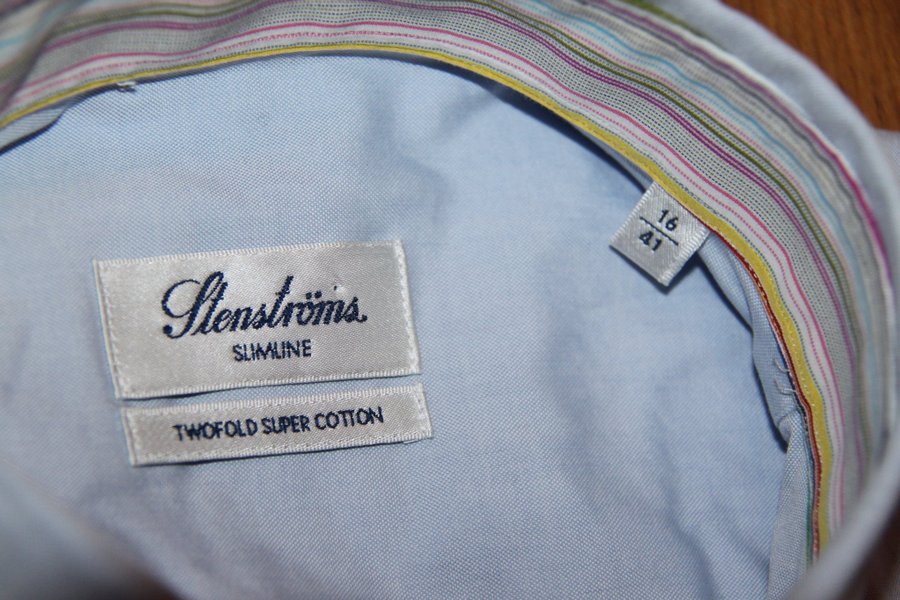 Stenströms
SLIMLINE
TWOFOLD SUPER COTTON
16
41